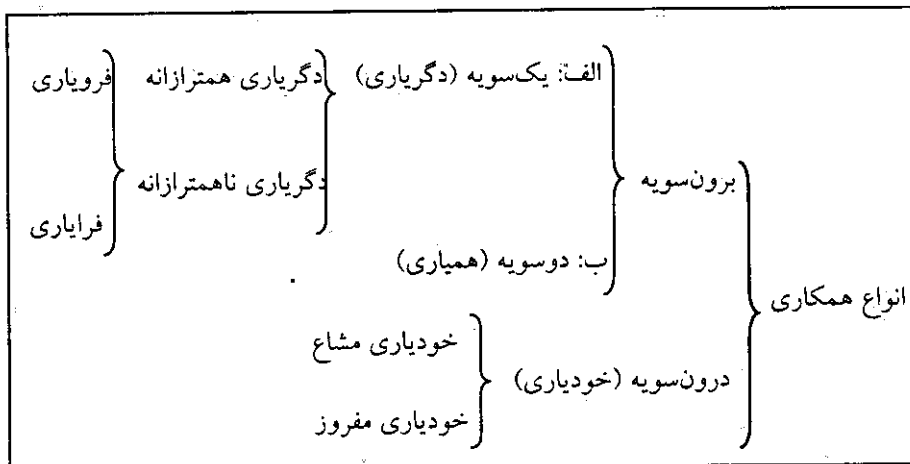 انواع همکاری
برون‌سویه
الف: یک‌سویه (دگریاری)
دگریاری همترازانه
دگریاری ناهمترازانه
فرویاری
فرایاری
ب: دوسویه (همیاری)
درون‌سویه (خودیاری)
خودیاری مشاع
خودیاری مفروز